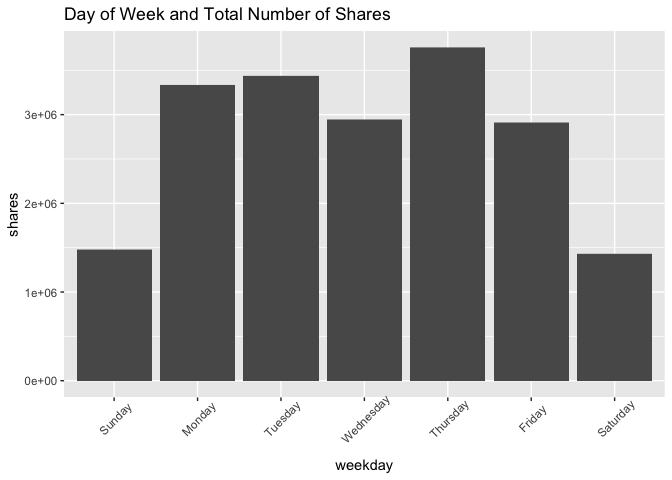 Day of Week and Total Number of Shares
shares
3e+06
2e+06
1e+06
0e+00
Sunday
Monday
Tuesday
Wednesday
Thursday
Friday
Saturday
weekday